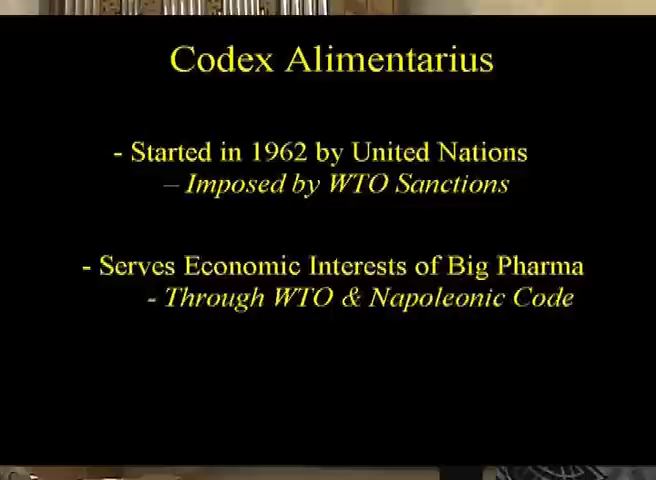 Codex Alimentarius
- Started in 1962 by United Nations
– Imposed by WTO Sanctions
- Serves Economic Interests of Big Pharma
- Through WTO & Napoleonic Code